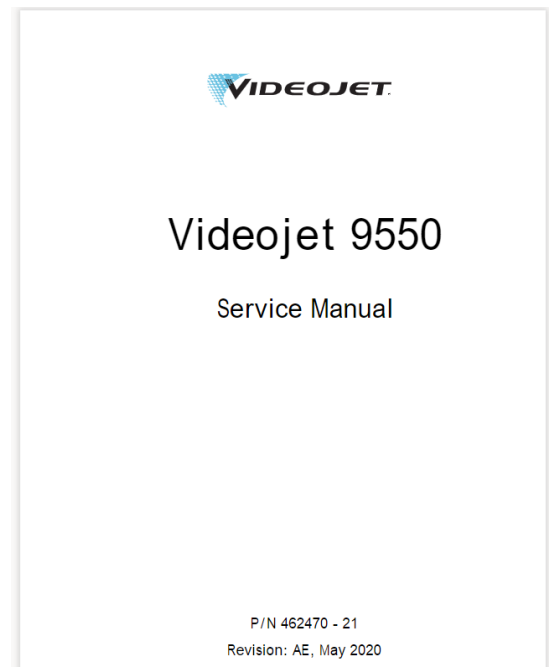 VIDEOJET.
Videojet 9550
Service Manual
P/N 462470 - 21
Revision: AE, May 2020